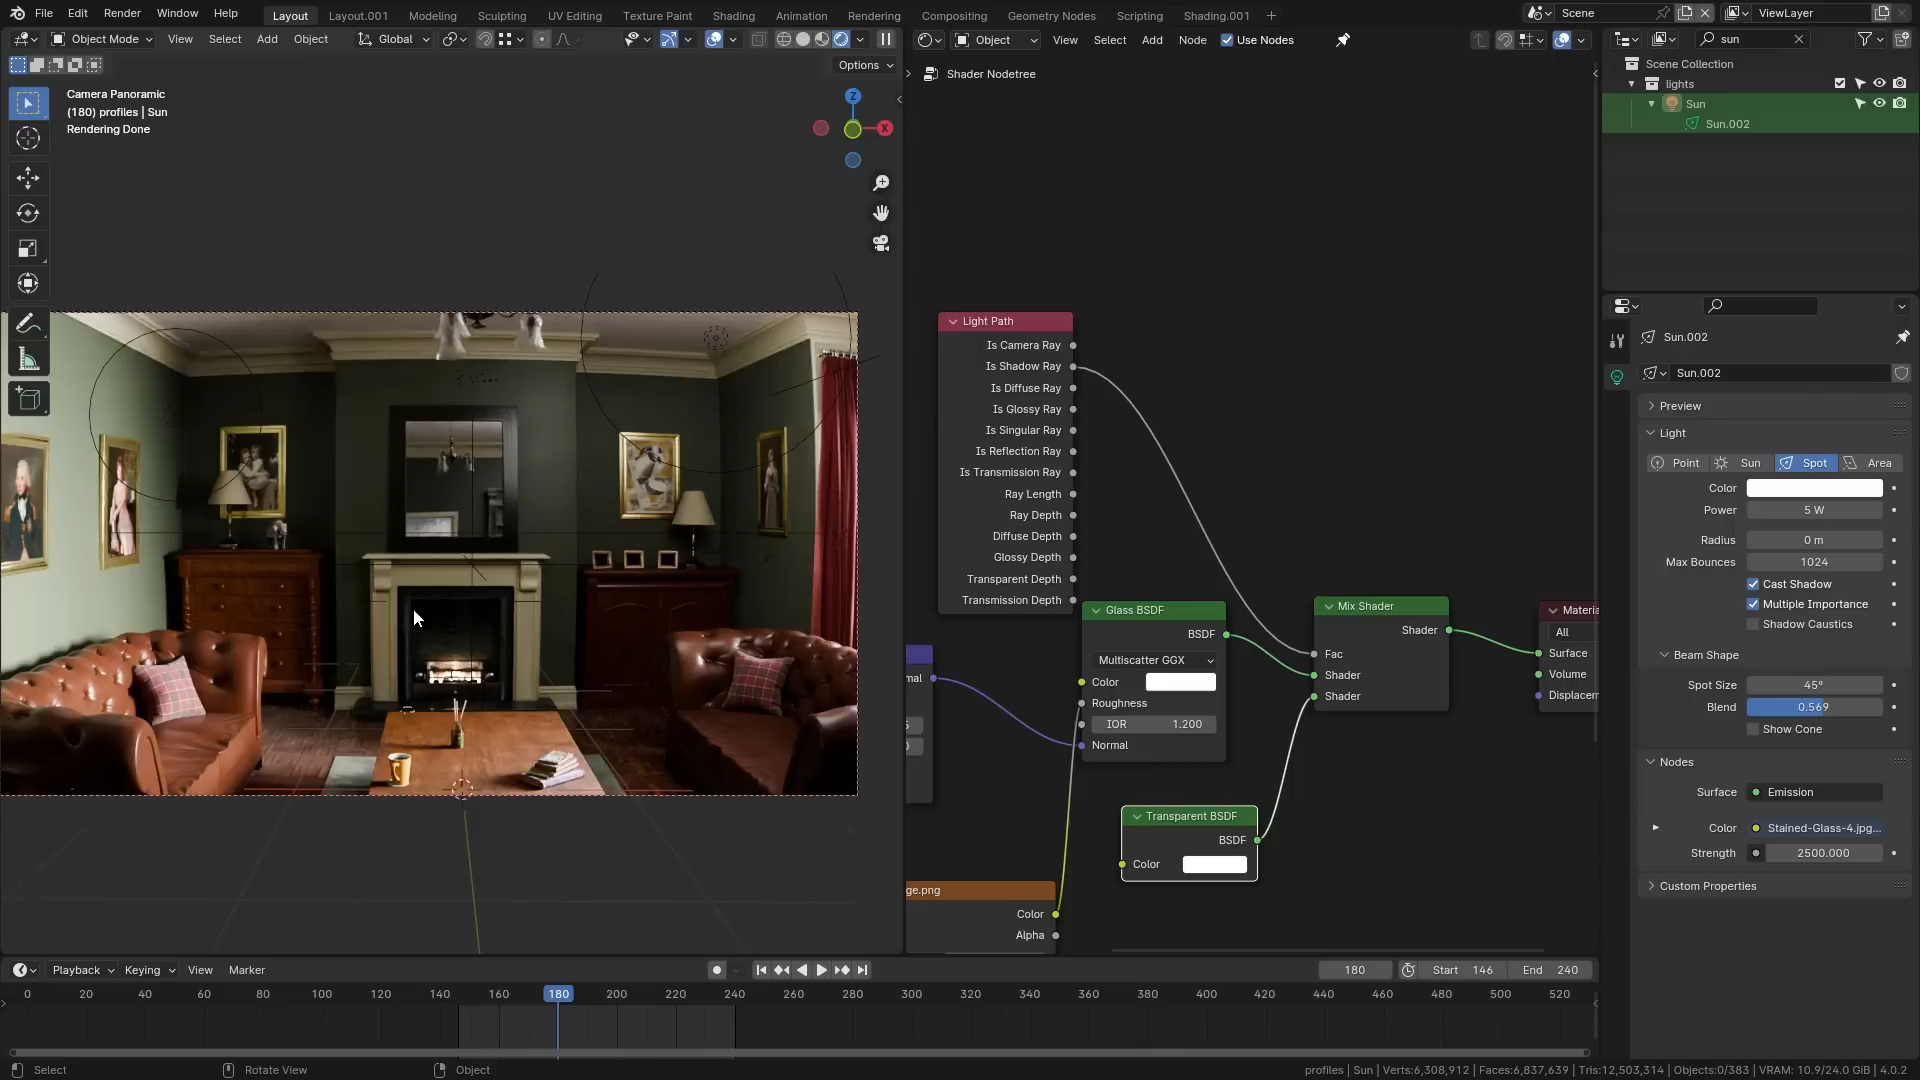 File Edit Render Window Help Layout Layout.001 Modeling Sculpting UV Editing Texture Paint Shading Animation Rendering Compositing Geometry Nodes Scripting Shading.001 + Scene ViewLayer
Object Mode View Select Add Object Global
Object View Select Add Node Use Nodes
sun
Options
Camera Panoramic
(180) profiles | Sun
Rendering Done
Z
X
Shader Nodetree
Scene Collection
lights
Sun
Sun.002
Light Path
Is Camera Ray
Is Shadow Ray
Is Diffuse Ray
Is Glossy Ray
Is Singular Ray
Is Reflection Ray
Is Transmission Ray
Ray Length
Ray Depth
Diffuse Depth
Glossy Depth
Transparent Depth
Transmission Depth
mal
Glass BSDF
BSDF
Multiscatter GGX
Color
Roughness
IOR 1.200
Normal
Mix Shader
Shader
Fac
Shader
Shader
Materia
All
Surface
Volume
Displacem
Transparent BSDF
BSDF
Color
ge.png
Color
Alpha
Sun.002
Sun.002
Preview
Light
Point Sun Spot Area
Color
Power 5 W
Radius 0 m
Max Bounces 1024
Cast Shadow
Multiple Importance
Shadow Caustics
Beam Shape
Spot Size 45°
Blend 0.569
Show Cone
Nodes
Surface Emission
Color Stained-Glass-4.jpg...
Strength 2500.000
Custom Properties
Playback Keying View Marker 180 Start 146 End 240
0 20 40 60 80 100 120 140 160 180 200 220 240 260 280 300 320 340 360 380 400 420 440 460 480 500 520
Select Rotate View Object profiles | Sun | Verts:6,308,912 | Faces:6,837,639 | Tris:12,503,314 | Objects:0/383 | VRAM: 10.9/24.0 GiB | 4.0.2